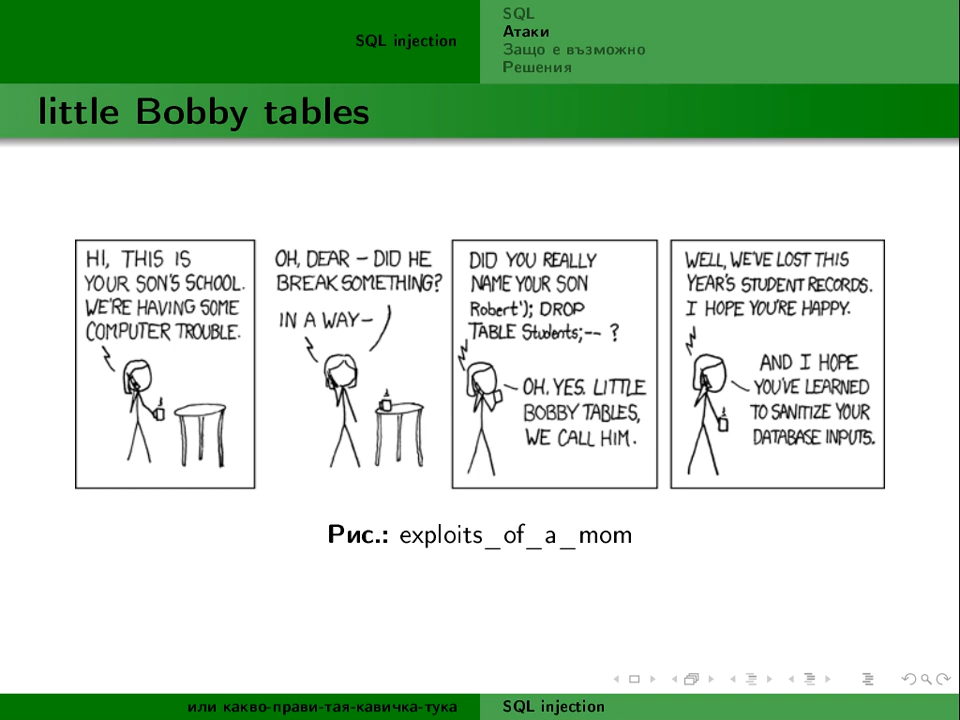 SQL injection
SQL
Атаки
Защо е възможно
Решения
little Bobby tables
HI, THIS IS
YOUR SON'S SCHOOL.
WE'RE HAVING SOME
COMPUTER TROUBLE.
OH, DEAR – DID HE
BREAK SOMETHING?
IN A WAY–
DID YOU REALLY
NAME YOUR SON
Robert'); DROP
TABLE Students;-- ?
OH, YES. LITTLE
BOBBY TABLES,
WE CALL HIM.
WELL, WE'VE LOST THIS
YEAR'S STUDENT RECORDS.
I HOPE YOU'RE HAPPY.
AND I HOPE
YOU'VE LEARNED
TO SANITIZE YOUR
DATABASE INPUTS.
Рис.: exploits_of_a_mom
или какво-прави-тая-кавичка-тука
SQL injection